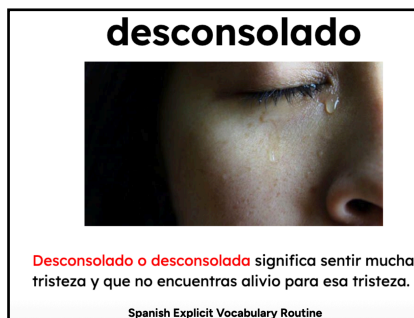 desconsolado
Desconsolado o desconsolada significa sentir mucha
tristeza y que no encuentras alivio para esa tristeza.
Spanish Explicit Vocabulary Routine